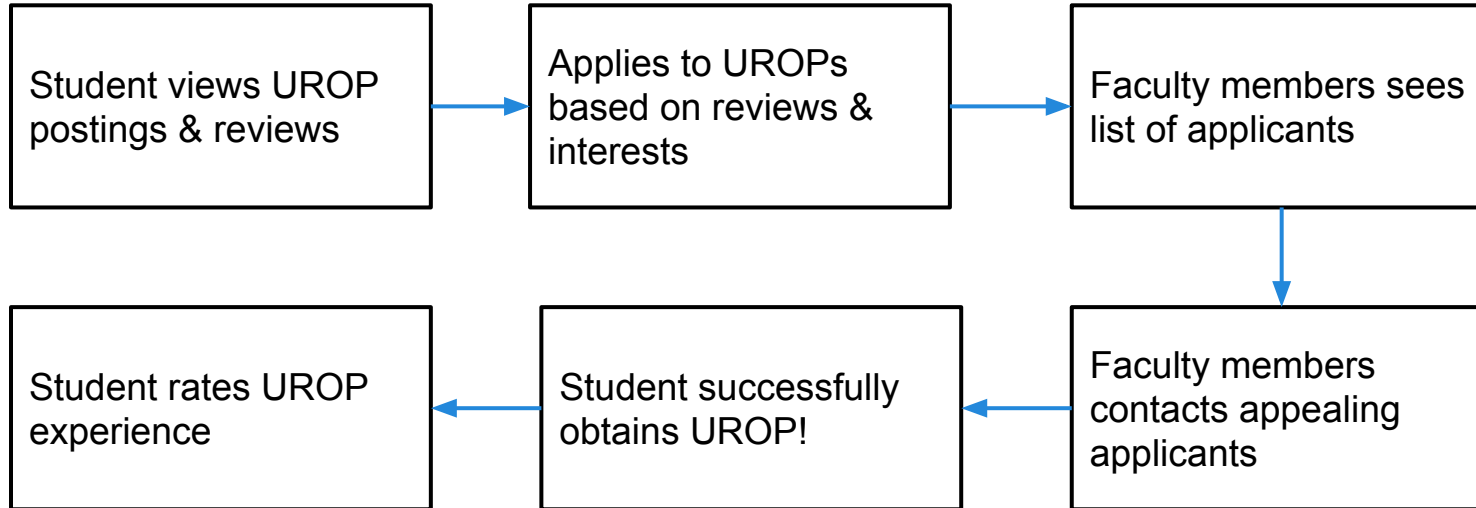 Student views UROP
postings & reviews
Applies to UROPs
based on reviews &
interests
Faculty members sees
list of applicants
Faculty members
contacts appealing
applicants
Student successfully
obtains UROP!
Student rates UROP
experience